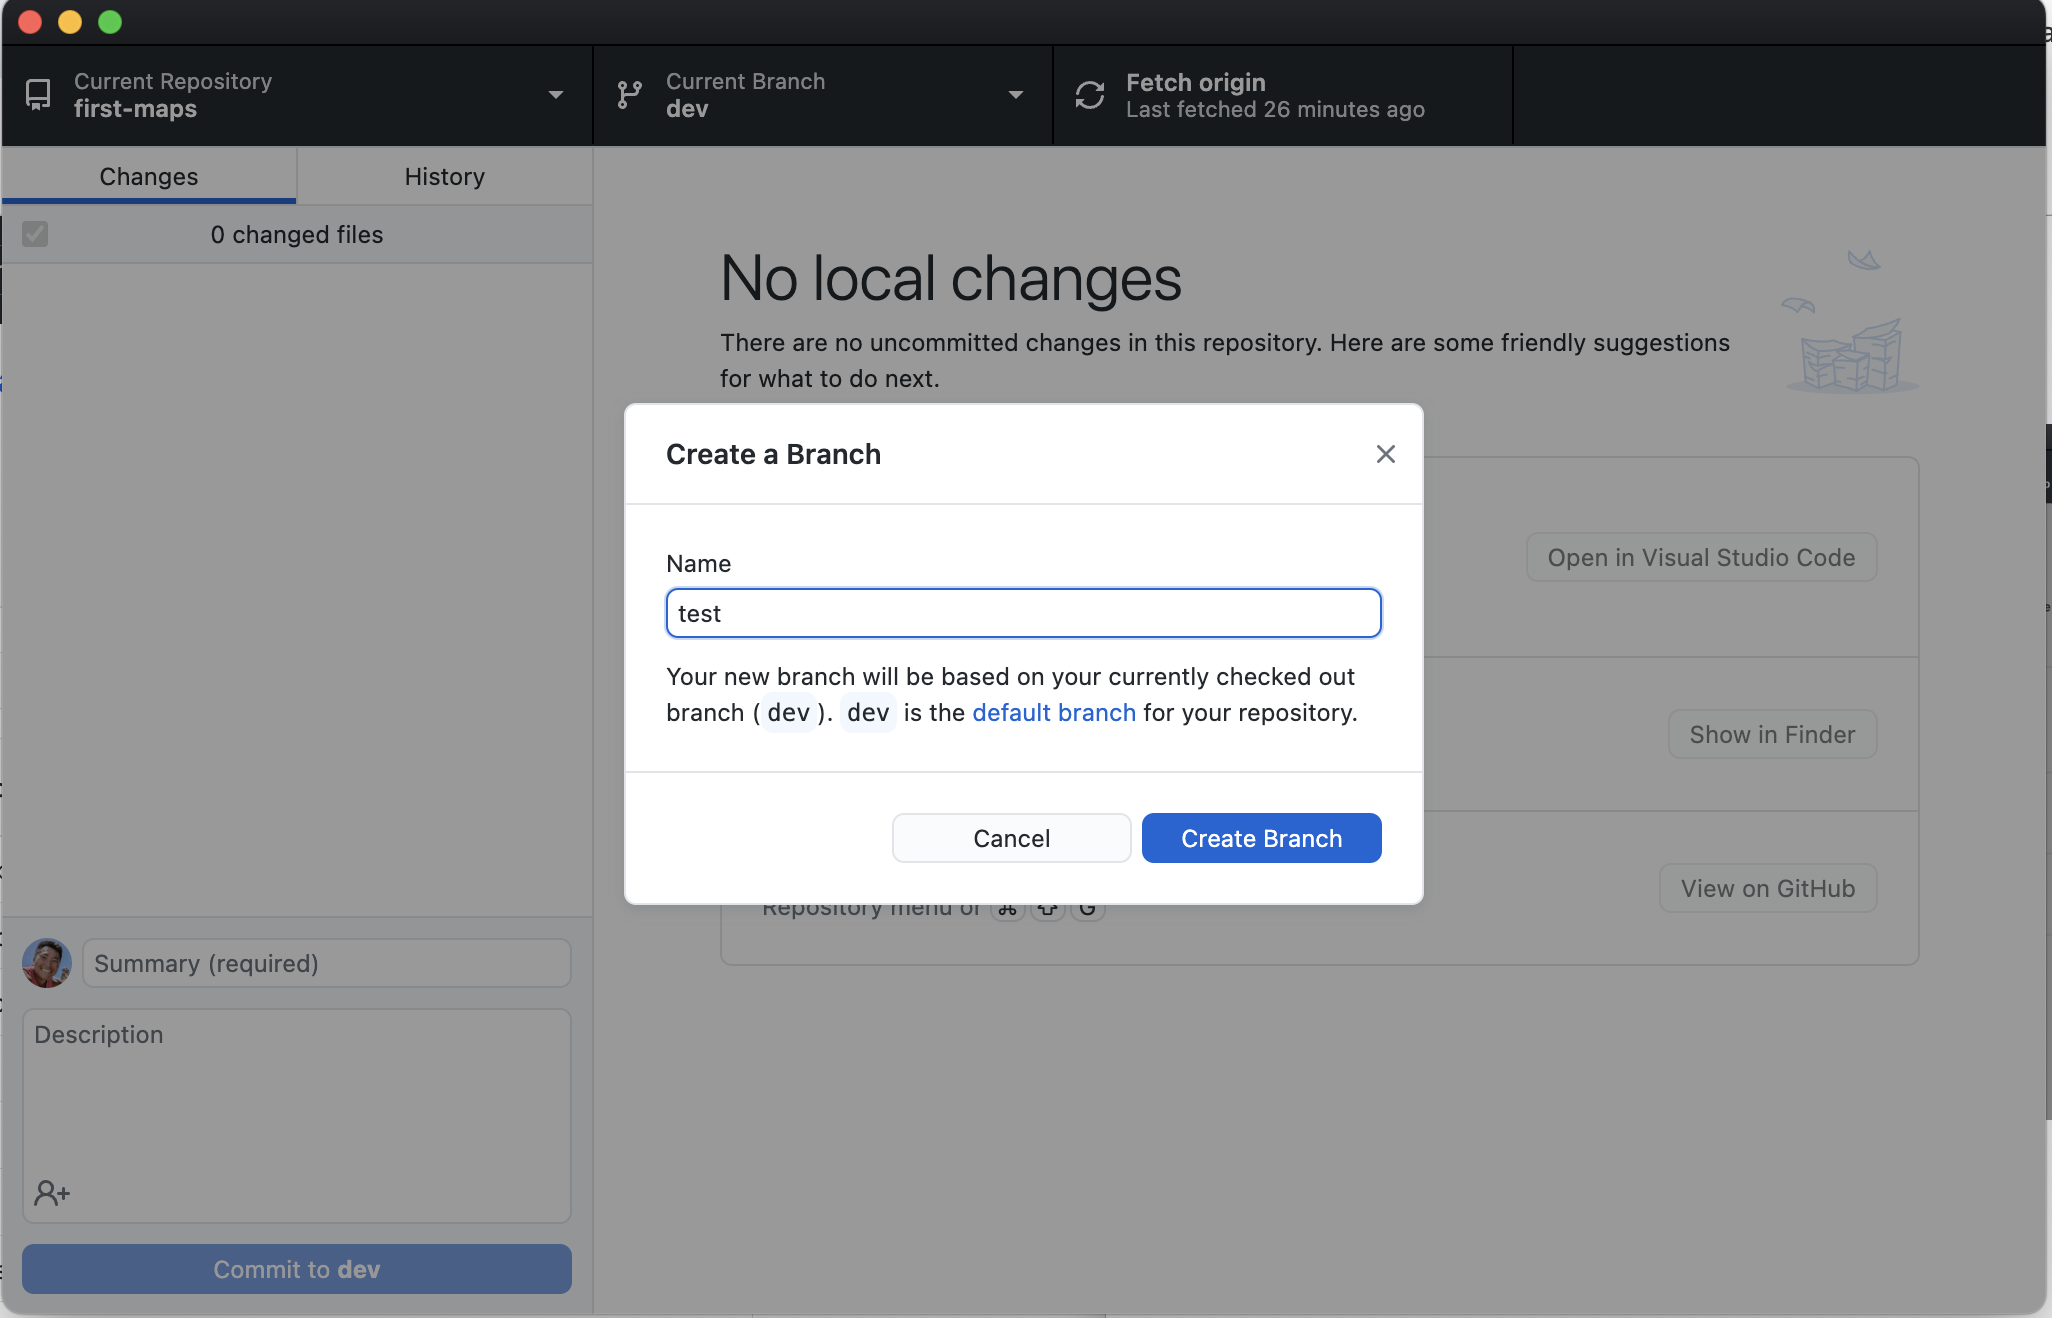 Current Repository
first-maps
Current Branch
dev
Fetch origin
Last fetched 26 minutes ago
Changes
History
0 changed files
No local changes
There are no uncommitted changes in this repository. Here are some friendly suggestions
for what to do next.
Create a Branch
Name
test
Your new branch will be based on your currently checked out
branch (dev). dev is the default branch for your repository.
Cancel
Create Branch
Open in Visual Studio Code
Show in Finder
View on GitHub
Repository menu or ⌘ ⇧ G
Summary (required)
Description
Commit to dev